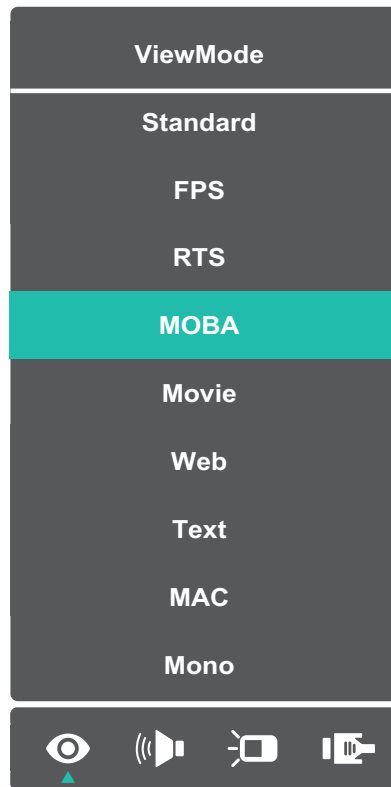 ViewMode
Standard
FPS
RTS
MOBA
Movie
Web
Text
MAC
Mono